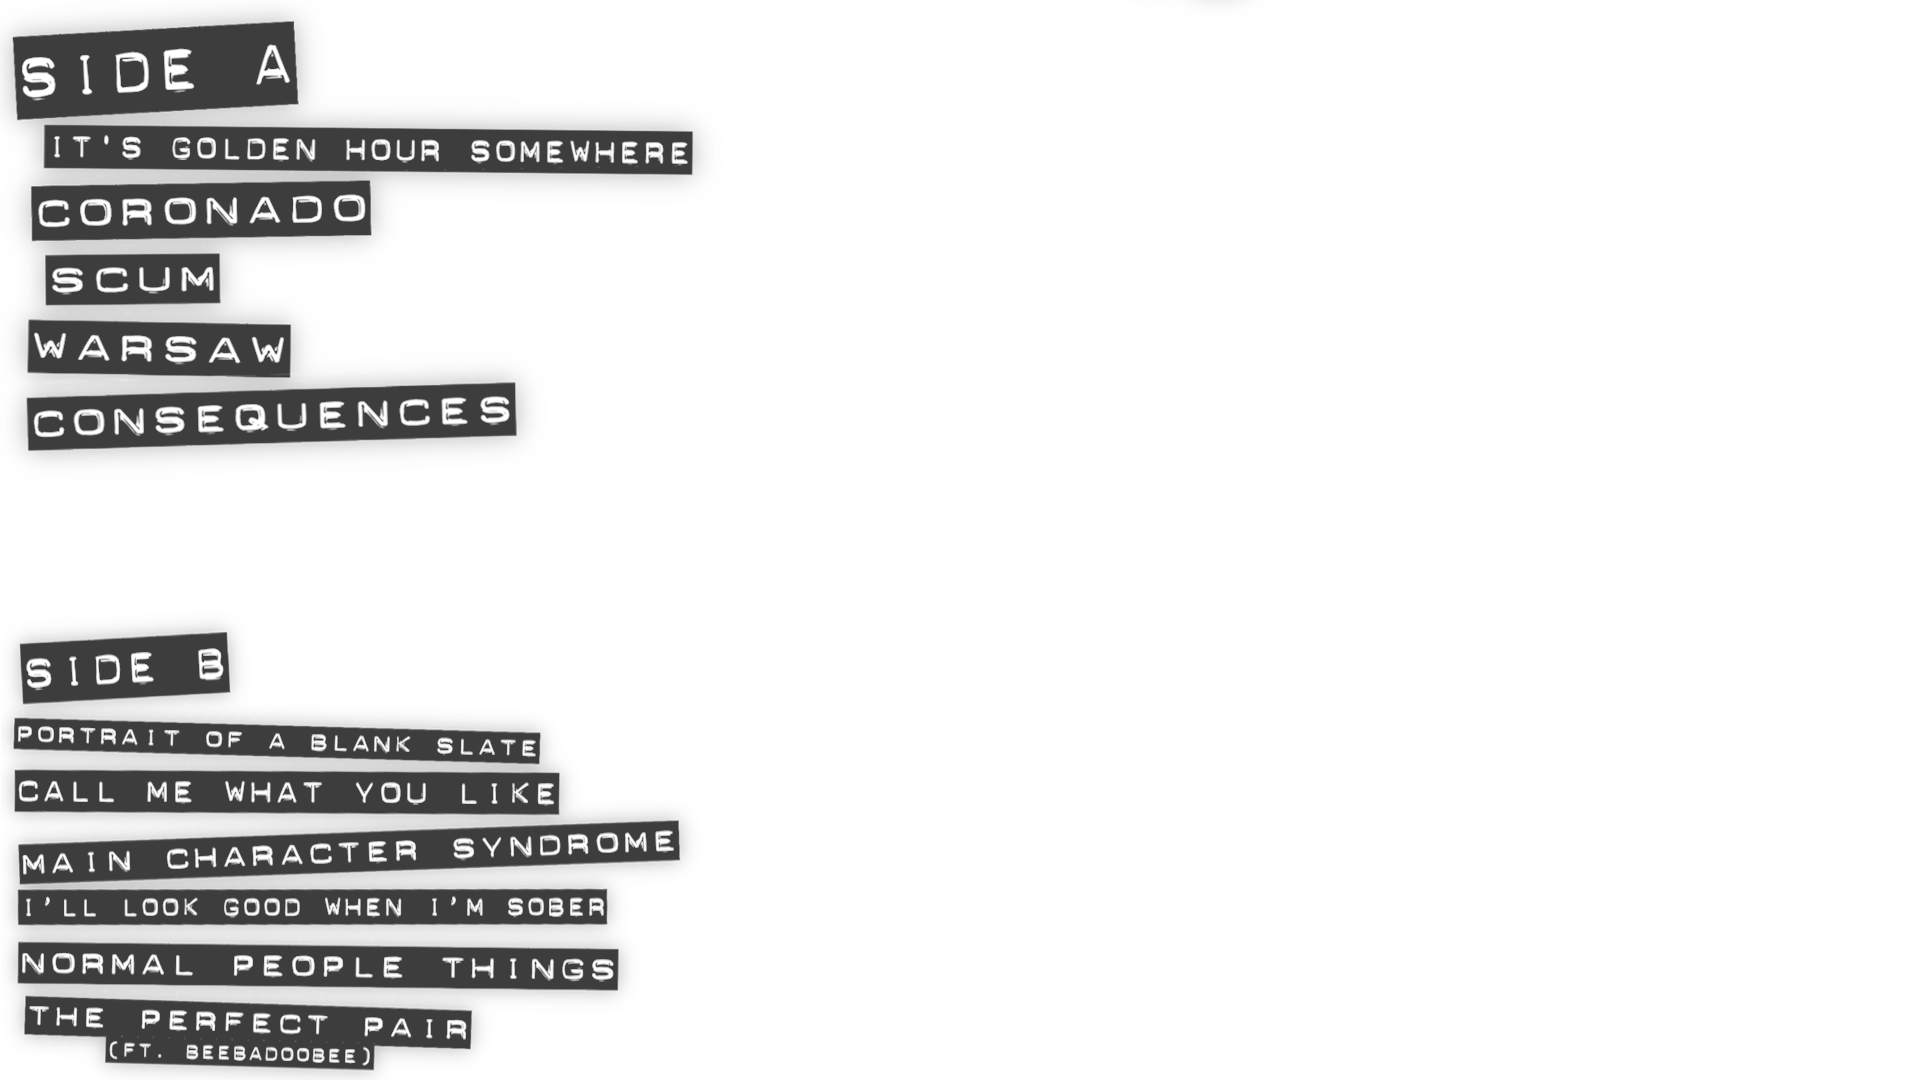 SIDE A
IT'S GOLDEN HOUR SOMEWHERE
CORONADO
SCUM
WARSAW
CONSEQUENCES
SIDE B
PORTRAIT OF A BLANK SLATE
CALL ME WHAT YOU LIKE
MAIN CHARACTER SYNDROME
I’LL LOOK GOOD WHEN I’M SOBER
NORMAL PEOPLE THINGS
THE PERFECT PAIR
(FT. BEEBADOOBEE)